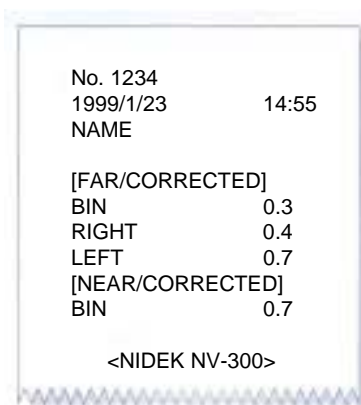 No. 1234
1999/1/23 14:55
NAME
[FAR/CORRECTED]
BIN 0.3
RIGHT 0.4
LEFT 0.7
[NEAR/CORRECTED]
BIN 0.7
<NIDEK NV-300>